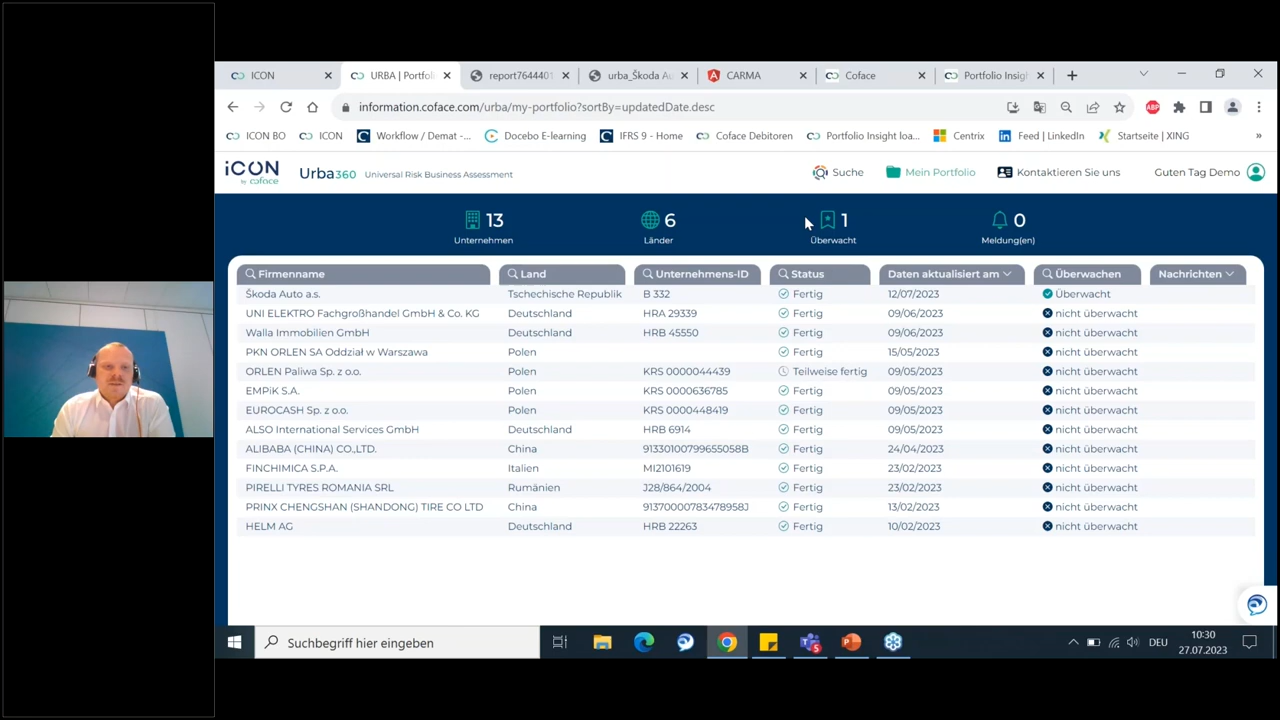 ICON
URBA | Portfoli
report7644401
urba_Škoda Au
CARMA
Coface
Portfolio Insigh
information.coface.com/urba/my-portfolio?sortBy=updatedDate.desc
ABP
ICON BO
ICON
Workflow / Demat -...
Docebo E-learning
IFRS 9 - Home
Coface Debitoren
Portfolio Insight loa...
Centrix
Feed | LinkedIn
Startseite | XING
»
iCON by coface
Urba360 Universal Risk Business Assessment
Suche
Mein Portfolio
Kontaktieren Sie uns
Guten Tag Demo
13 6 1 0
Unternehmen Länder Überwacht Meldung(en)
Firmenname Land Unternehmens-ID Status Daten aktualisiert am Überwachen Nachrichten
Škoda Auto a.s. Tschechische Republik B 332 Fertig 12/07/2023 Überwacht
UNI ELEKTRO Fachgroßhandel GmbH & Co. KG Deutschland HRA 29339 Fertig 09/06/2023 nicht überwacht
Walla Immobilien GmbH Deutschland HRB 45550 Fertig 09/06/2023 nicht überwacht
PKN ORLEN SA Oddział w Warszawa Polen Fertig 15/05/2023 nicht überwacht
ORLEN Paliwa Sp. z o.o. Polen KRS 0000044439 Teilweise fertig 09/05/2023 nicht überwacht
EMPiK S.A. Polen KRS 0000636785 Fertig 09/05/2023 nicht überwacht
EUROCASH Sp. z o.o. Polen KRS 0000448419 Fertig 09/05/2023 nicht überwacht
ALSO International Services GmbH Deutschland HRB 6914 Fertig 09/05/2023 nicht überwacht
ALIBABA (CHINA) CO.,LTD. China 91330100799655058B Fertig 24/04/2023 nicht überwacht
FINCHIMICA S.P.A. Italien MI2101619 Fertig 23/02/2023 nicht überwacht
PIRELLI TYRES ROMANIA SRL Rumänien J28/864/2004 Fertig 23/02/2023 nicht überwacht
PRINX CHENGSHAN (SHANDONG) TIRE CO LTD China 91370000783478958J Fertig 13/02/2023 nicht überwacht
HELM AG Deutschland HRB 22263 Fertig 10/02/2023 nicht überwacht
Suchbegriff hier eingeben
5
DEU
10:30
27.07.2023